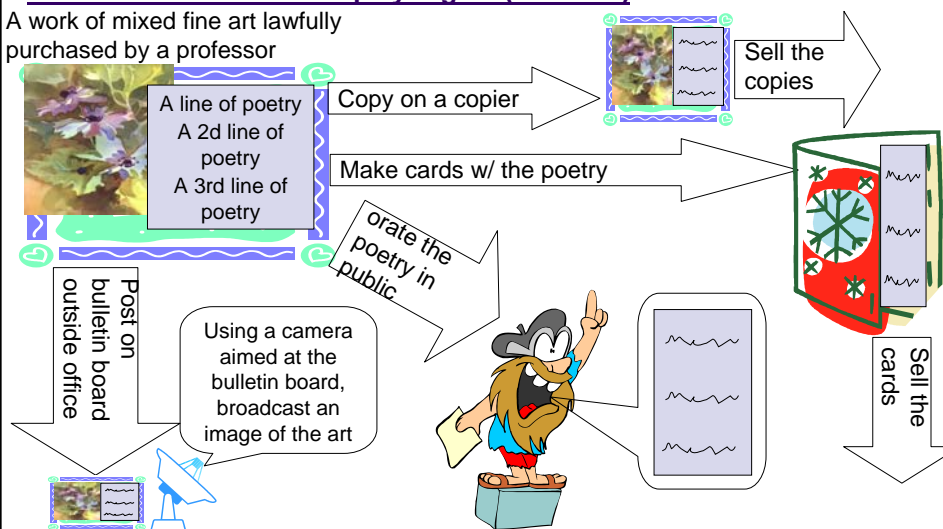 A work of mixed fine art lawfully
purchased by a professor
A line of poetry
A 2d line of
poetry
A 3rd line of
poetry
Copy on a copier
Sell the
copies
Make cards w/ the poetry
orate the
poetry in
public
Post on
bulletin board
outside office
Using a camera
aimed at the
bulletin board,
broadcast an
image of the art
Sell the
cards